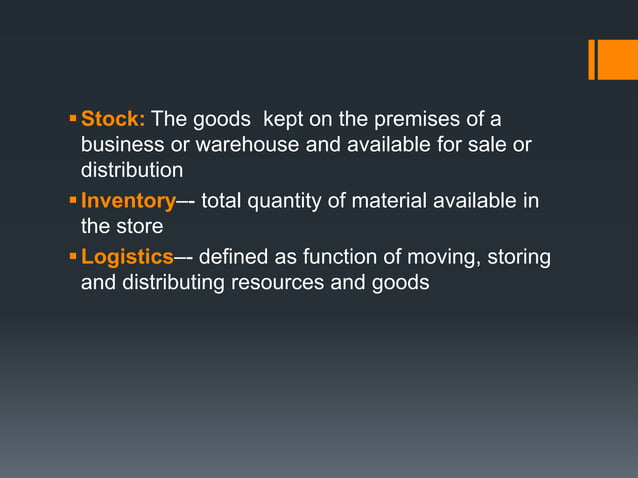 ▪ Stock: The goods  kept on the premises of a
business or warehouse and available for sale or
distribution
▪ Inventory–- total quantity of material available in
the store
▪ Logistics–- defined as function of moving, storing
and distributing resources and goods